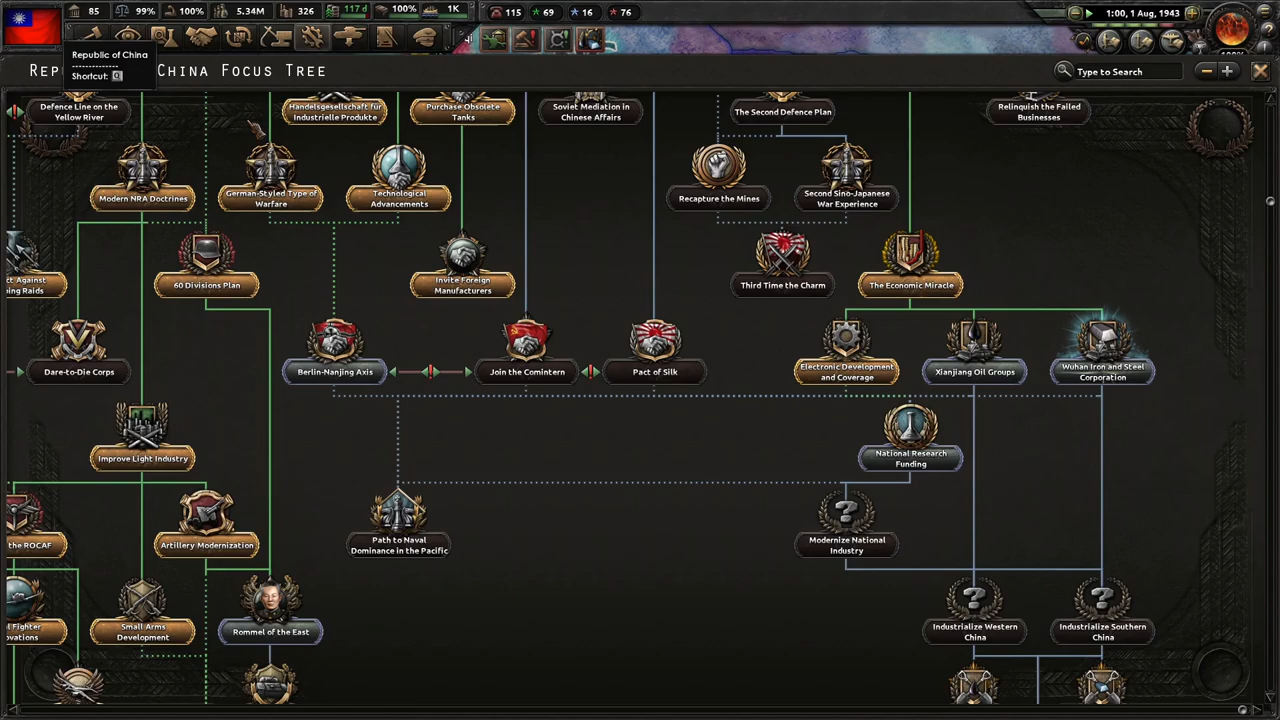 85 99% 100% 5.34M 326 117 d 100% 1K 115 69 16 76 1:00, 1 Aug, 1943
Republic of China
--------------
Shortcut: Q
China Focus Tree
Type to Search
Defence Line on the
Yellow River
Handelsgesellschaft für
Industrielle Produkte
Purchase Obsolete
Tanks
Soviet Mediation in
Chinese Affairs
The Second Defence Plan
Relinquish the Failed
Businesses
Modern NRA Doctrines
German-Styled Type of
Warfare
Technological
Advancements
Recapture the Mines
Second Sino-Japanese
War Experience
60 Divisions Plan
Invite Foreign
Manufacturers
Third Time the Charm
The Economic Miracle
Dare-to-Die Corps
Berlin-Nanjing Axis
Join the Comintern
Pact of Silk
Electronic Development
and Coverage
Xianjiang Oil Groups
Wuhan Iron and Steel
Corporation
Improve Light Industry
National Research
Funding
the ROCAF
Artillery Modernization
Path to Naval
Dominance in the Pacific
Modernize National
Industry
Fighter
Small Arms
Development
Rommel of the East
Industrialize Western
China
Industrialize Southern
China